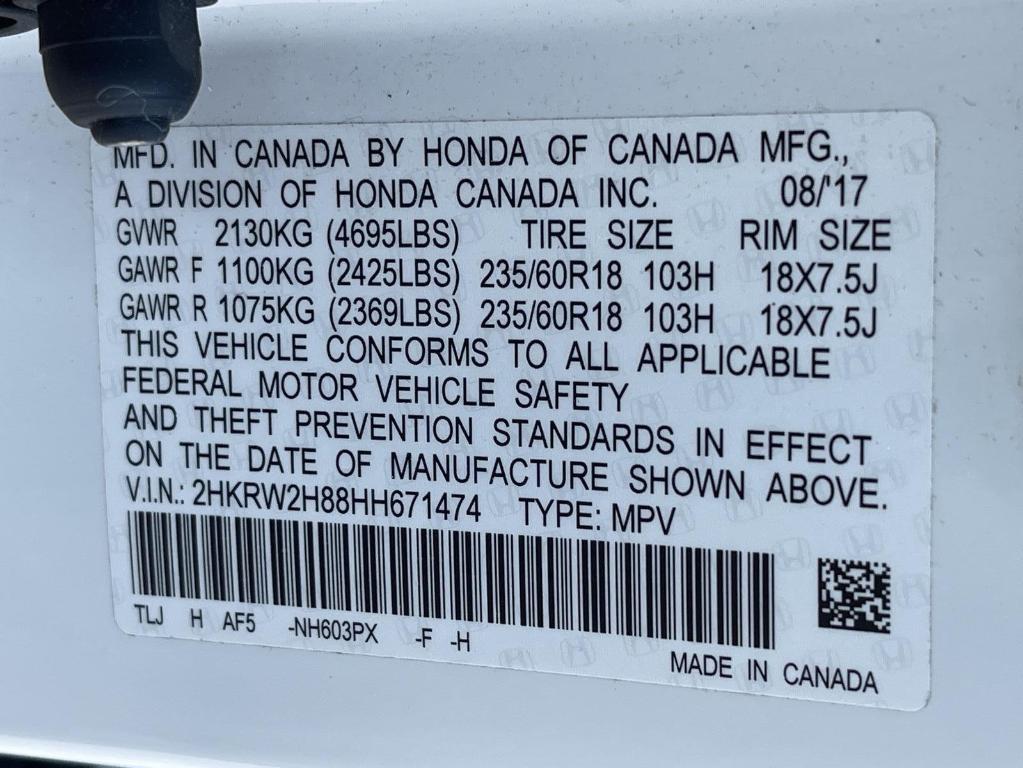 MFD. IN CANADA BY HONDA OF CANADA MFG.,
A DIVISION OF HONDA CANADA INC. 08/'17
GVWR 2130KG (4695LBS) TIRE SIZE RIM SIZE
GAWR F 1100KG (2425LBS) 235/60R18 103H 18X7.5J
GAWR R 1075KG (2369LBS) 235/60R18 103H 18X7.5J
THIS VEHICLE CONFORMS TO ALL APPLICABLE
FEDERAL MOTOR VEHICLE SAFETY
AND THEFT PREVENTION STANDARDS IN EFFECT
ON THE DATE OF MANUFACTURE SHOWN ABOVE.
V.I.N.: 2HKRW2H88HH671474 TYPE: MPV
TLJ H AF5 -NH603PX -F -H
MADE IN CANADA